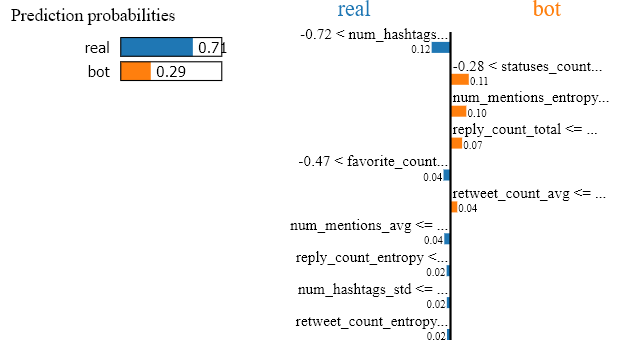 Prediction probabilities
real 0.71
bot 0.29
real bot
-0.72 < num_hashtags...
0.12
-0.28 < statuses_count...
0.11
num_mentions_entropy...
0.10
reply_count_total <= ...
0.07
-0.47 < favorite_count...
0.04
retweet_count_avg <= ...
0.04
num_mentions_avg <= ...
0.04
reply_count_entropy <...
0.02
num_hashtags_std <= ...
0.02
retweet_count_entropy...
0.02